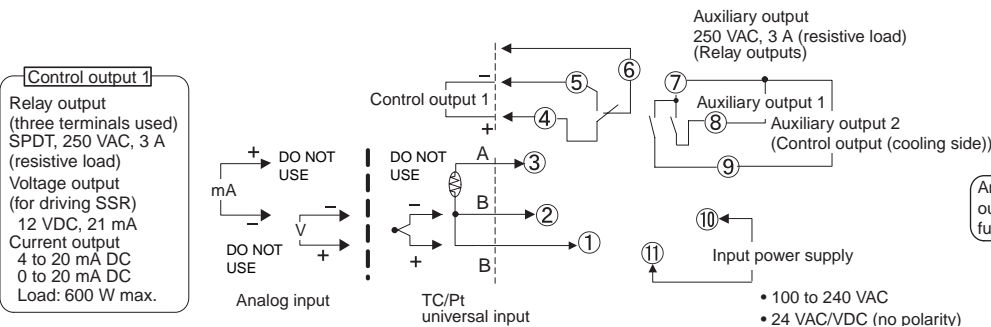 Control output 1
Relay output
(three terminals used)
SPDT, 250 VAC, 3 A
(resistive load)
Voltage output
(for driving SSR)
12 VDC, 21 mA
Current output
4 to 20 mA DC
0 to 20 mA DC
Load: 600 W max.
mA
+
−
DO NOT
USE
V
−
+
DO NOT
USE
Analog input
DO NOT
USE
−
+
A
B
B
TC/Pt
universal input
Control output 1
−
+
⑥
⑤
④
③
②
①
Auxiliary output
250 VAC, 3 A (resistive load)
(Relay outputs)
⑦
Auxiliary output 1
⑧
Auxiliary output 2
(Control output (cooling side))
⑨
⑩
⑪
Input power supply
• 100 to 240 VAC
• 24 VAC/VDC (no polarity)